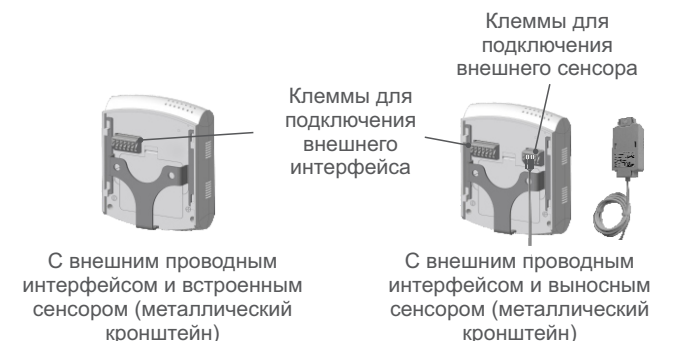 Клеммы для
подключения
внешнего сенсора
Клеммы для
подключения
внешнего
интерфейса
С внешним проводным
интерфейсом и встроенным
сенсором (металлический
кронштейн)
С внешним проводным
интерфейсом и выносным
сенсором (металлический
кронштейн)